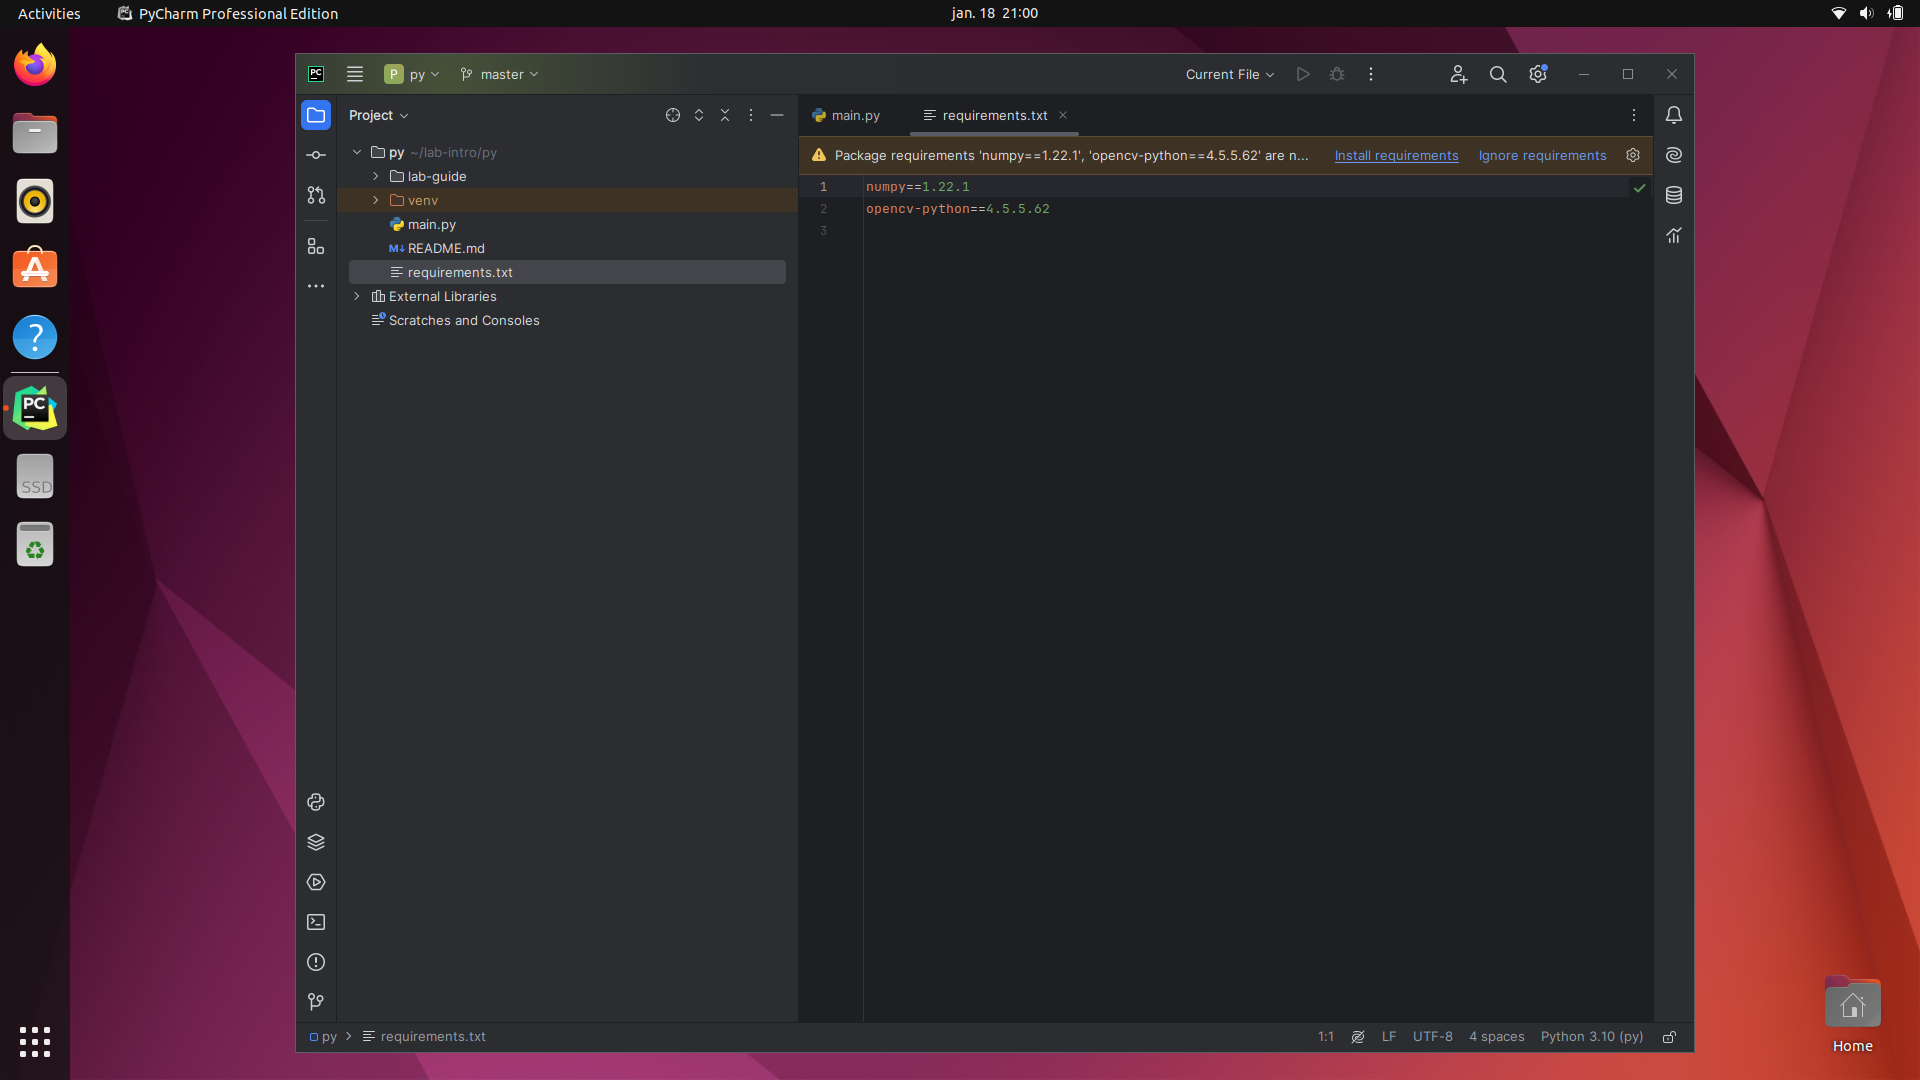 Activities PyCharm Professional Edition jan. 18 21:00
PC P py master Current File
Project main.py requirements.txt
Package requirements 'numpy==1.22.1', 'opencv-python==4.5.5.62' are n... Install requirements Ignore requirements
py ~/lab-intro/py
lab-guide
venv
main.py
M↓ README.md
requirements.txt
External Libraries
Scratches and Consoles
1 numpy==1.22.1
2 opencv-python==4.5.5.62
3
?
PC
SSD
py requirements.txt 1:1 LF UTF-8 4 spaces Python 3.10 (py)
Home